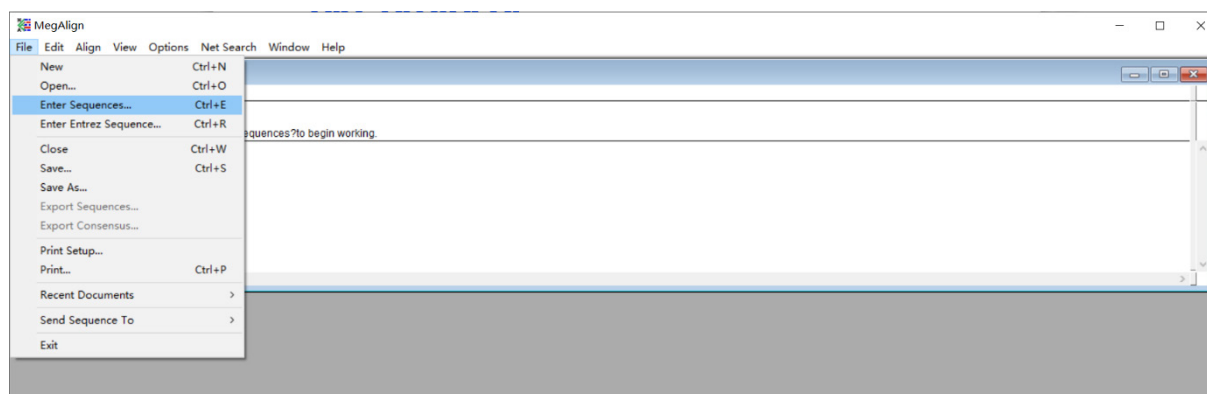 MegAlign
File Edit Align View Options Net Search Window Help
New Ctrl+N
Open... Ctrl+O
Enter Sequences... Ctrl+E
Enter Entrez Sequence... Ctrl+R
equences?to begin working.
Close Ctrl+W
Save... Ctrl+S
Save As...
Export Sequences...
Export Consensus...
Print Setup...
Print... Ctrl+P
Recent Documents
Send Sequence To
Exit